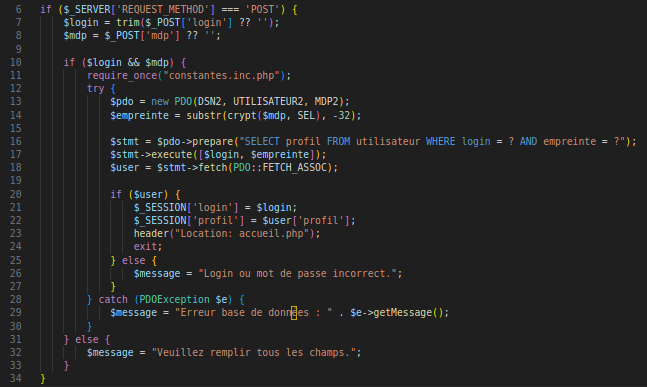 6 if ($_SERVER['REQUEST_METHOD'] === 'POST') {
7 $login = trim($_POST['login'] ?? '');
8 $mdp = $_POST['mdp'] ?? '';
9
10 if ($login && $mdp) {
11 require_once("constantes.inc.php");
12 try {
13 $pdo = new PDO(DSN2, UTILISATEUR2, MDP2);
14 $empreinte = substr(crypt($mdp, SEL), -32);
15
16 $stmt = $pdo->prepare("SELECT profil FROM utilisateur WHERE login = ? AND empreinte = ?");
17 $stmt->execute([$login, $empreinte]);
18 $user = $stmt->fetch(PDO::FETCH_ASSOC);
19
20 if ($user) {
21 $_SESSION['login'] = $login;
22 $_SESSION['profil'] = $user['profil'];
23 header("Location: accueil.php");
24 exit;
25 } else {
26 $message = "Login ou mot de passe incorrect.";
27 }
28 } catch (PDOException $e) {
29 $message = "Erreur base de données : " . $e->getMessage();
30 }
31 } else {
32 $message = "Veuillez remplir tous les champs.";
33 }
34 }